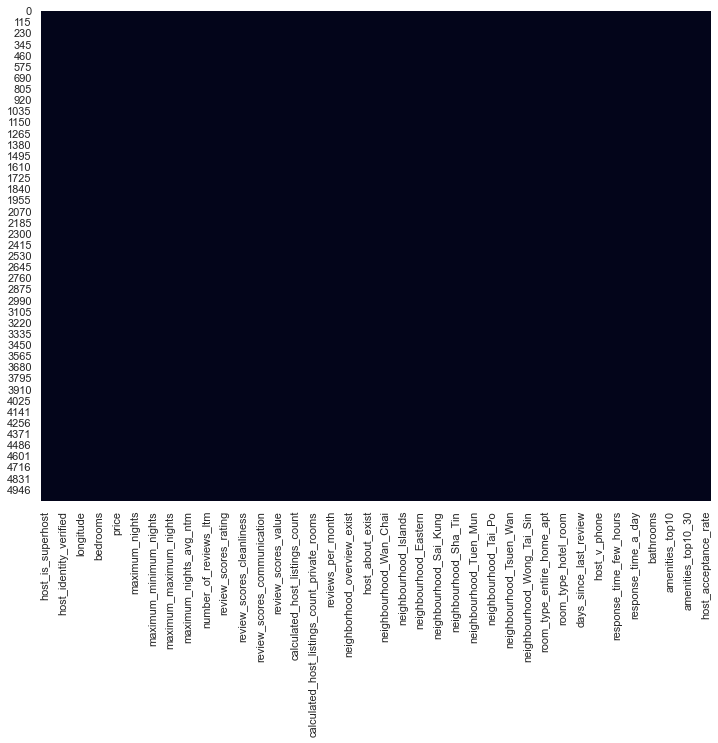 0
115
230
345
460
575
690
805
920
1035
1150
1265
1380
1495
1610
1725
1840
1955
2070
2185
2300
2415
2530
2645
2760
2875
2990
3105
3220
3335
3450
3565
3680
3795
3910
4025
4141
4256
4371
4486
4601
4716
4831
4946
host_is_superhost
host_identity_verified
longitude
bedrooms
price
maximum_nights
maximum_minimum_nights
maximum_maximum_nights
maximum_nights_avg_ntm
number_of_reviews_ltm
review_scores_rating
review_scores_cleanliness
review_scores_communication
review_scores_value
calculated_host_listings_count
calculated_host_listings_count_private_rooms
reviews_per_month
neighborhood_overview_exist
host_about_exist
neighbourhood_Wan_Chai
neighbourhood_Islands
neighbourhood_Eastern
neighbourhood_Sai_Kung
neighbourhood_Sha_Tin
neighbourhood_Tuen_Mun
neighbourhood_Tai_Po
neighbourhood_Tsuen_Wan
neighbourhood_Wong_Tai_Sin
room_type_entire_home_apt
room_type_hotel_room
days_since_last_review
host_v_phone
response_time_few_hours
response_time_a_day
bathrooms
amenities_top10
amenities_top10_30
host_acceptance_rate